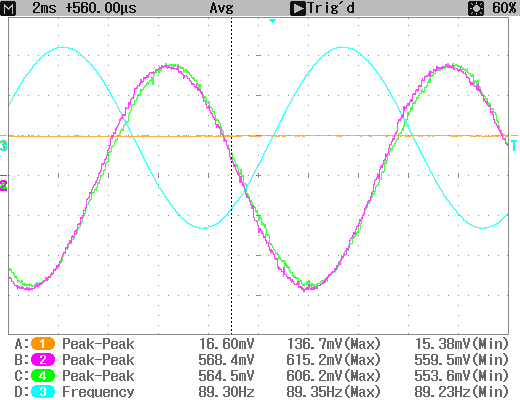 M 2ms +560.00µs Avg Trig'd 60%
3
T
2
A: 1 Peak-Peak 16.60mV 136.7mV(Max) 15.38mV(Min)
B: 2 Peak-Peak 568.4mV 615.2mV(Max) 559.5mV(Min)
C: 4 Peak-Peak 564.5mV 606.2mV(Max) 553.6mV(Min)
D: 3 Frequency 89.30Hz 89.35Hz(Max) 89.23Hz(Min)